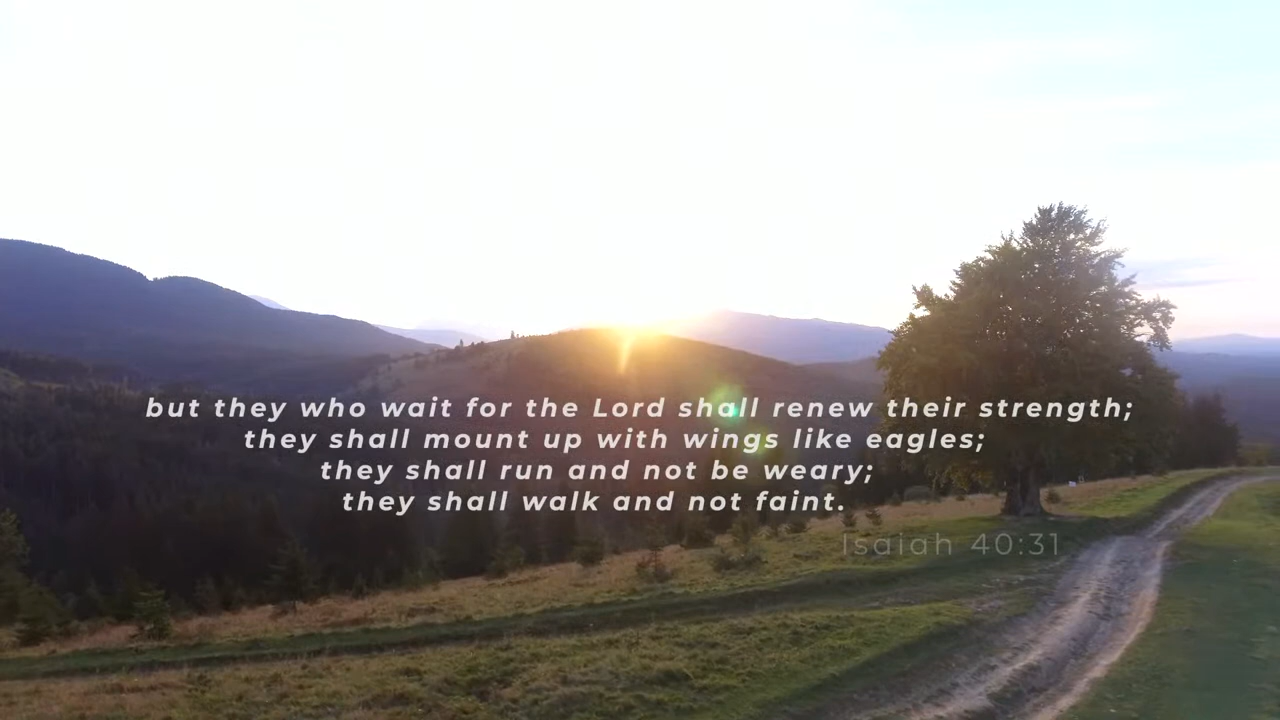 but they who wait for the Lord shall renew their strength;
they shall mount up with wings like eagles;
they shall run and not be weary;
they shall walk and not faint.
Isaiah 40:31